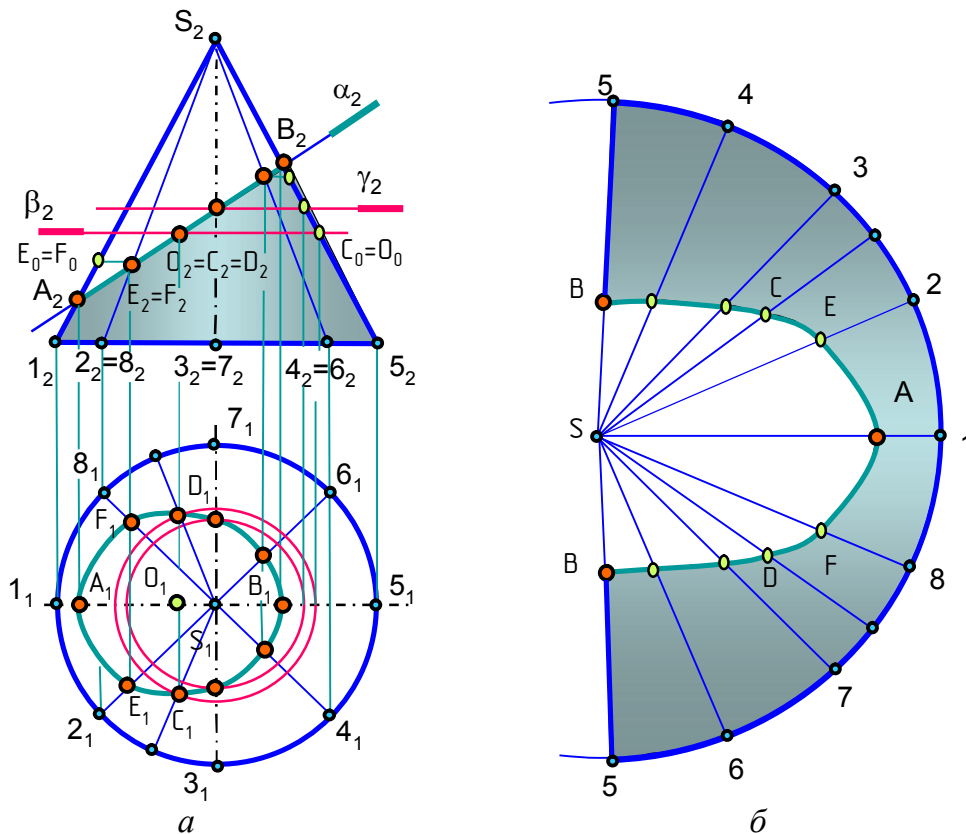 S₂
α₂
B₂
β₂
γ₂
E₀=F₀
C₂=C₂=D₂
C₀=O₀
A₂
E₂=F₂
1₂
2₂=8₂
3₂=7₂
4₂=6₂
5₂
7₁
8₁
6₁
D₁
F₁
A₁
O₁
B₁
1₁
5₁
S₁
E₁
C₁
2₁
4₁
3₁
а
5
4
3
B
C
E
2
A
S
1
B
D
F
8
7
6
5
б